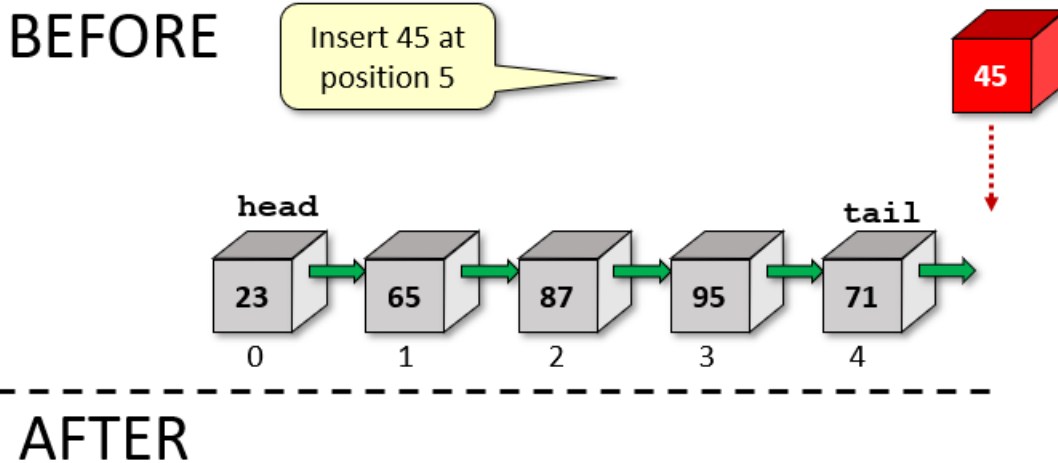 BEFORE
Insert 45 at
position 5
45
head
tail
23 65 87 95 71
0 1 2 3 4
AFTER